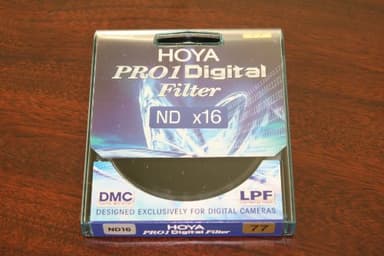 HOYA
PRO1 Digital
Filter
ND x16
DMC
LPF
DESIGNED EXCLUSIVELY FOR DIGITAL CAMERAS
HOYA
ND16
PRO1 Digital Filter
77